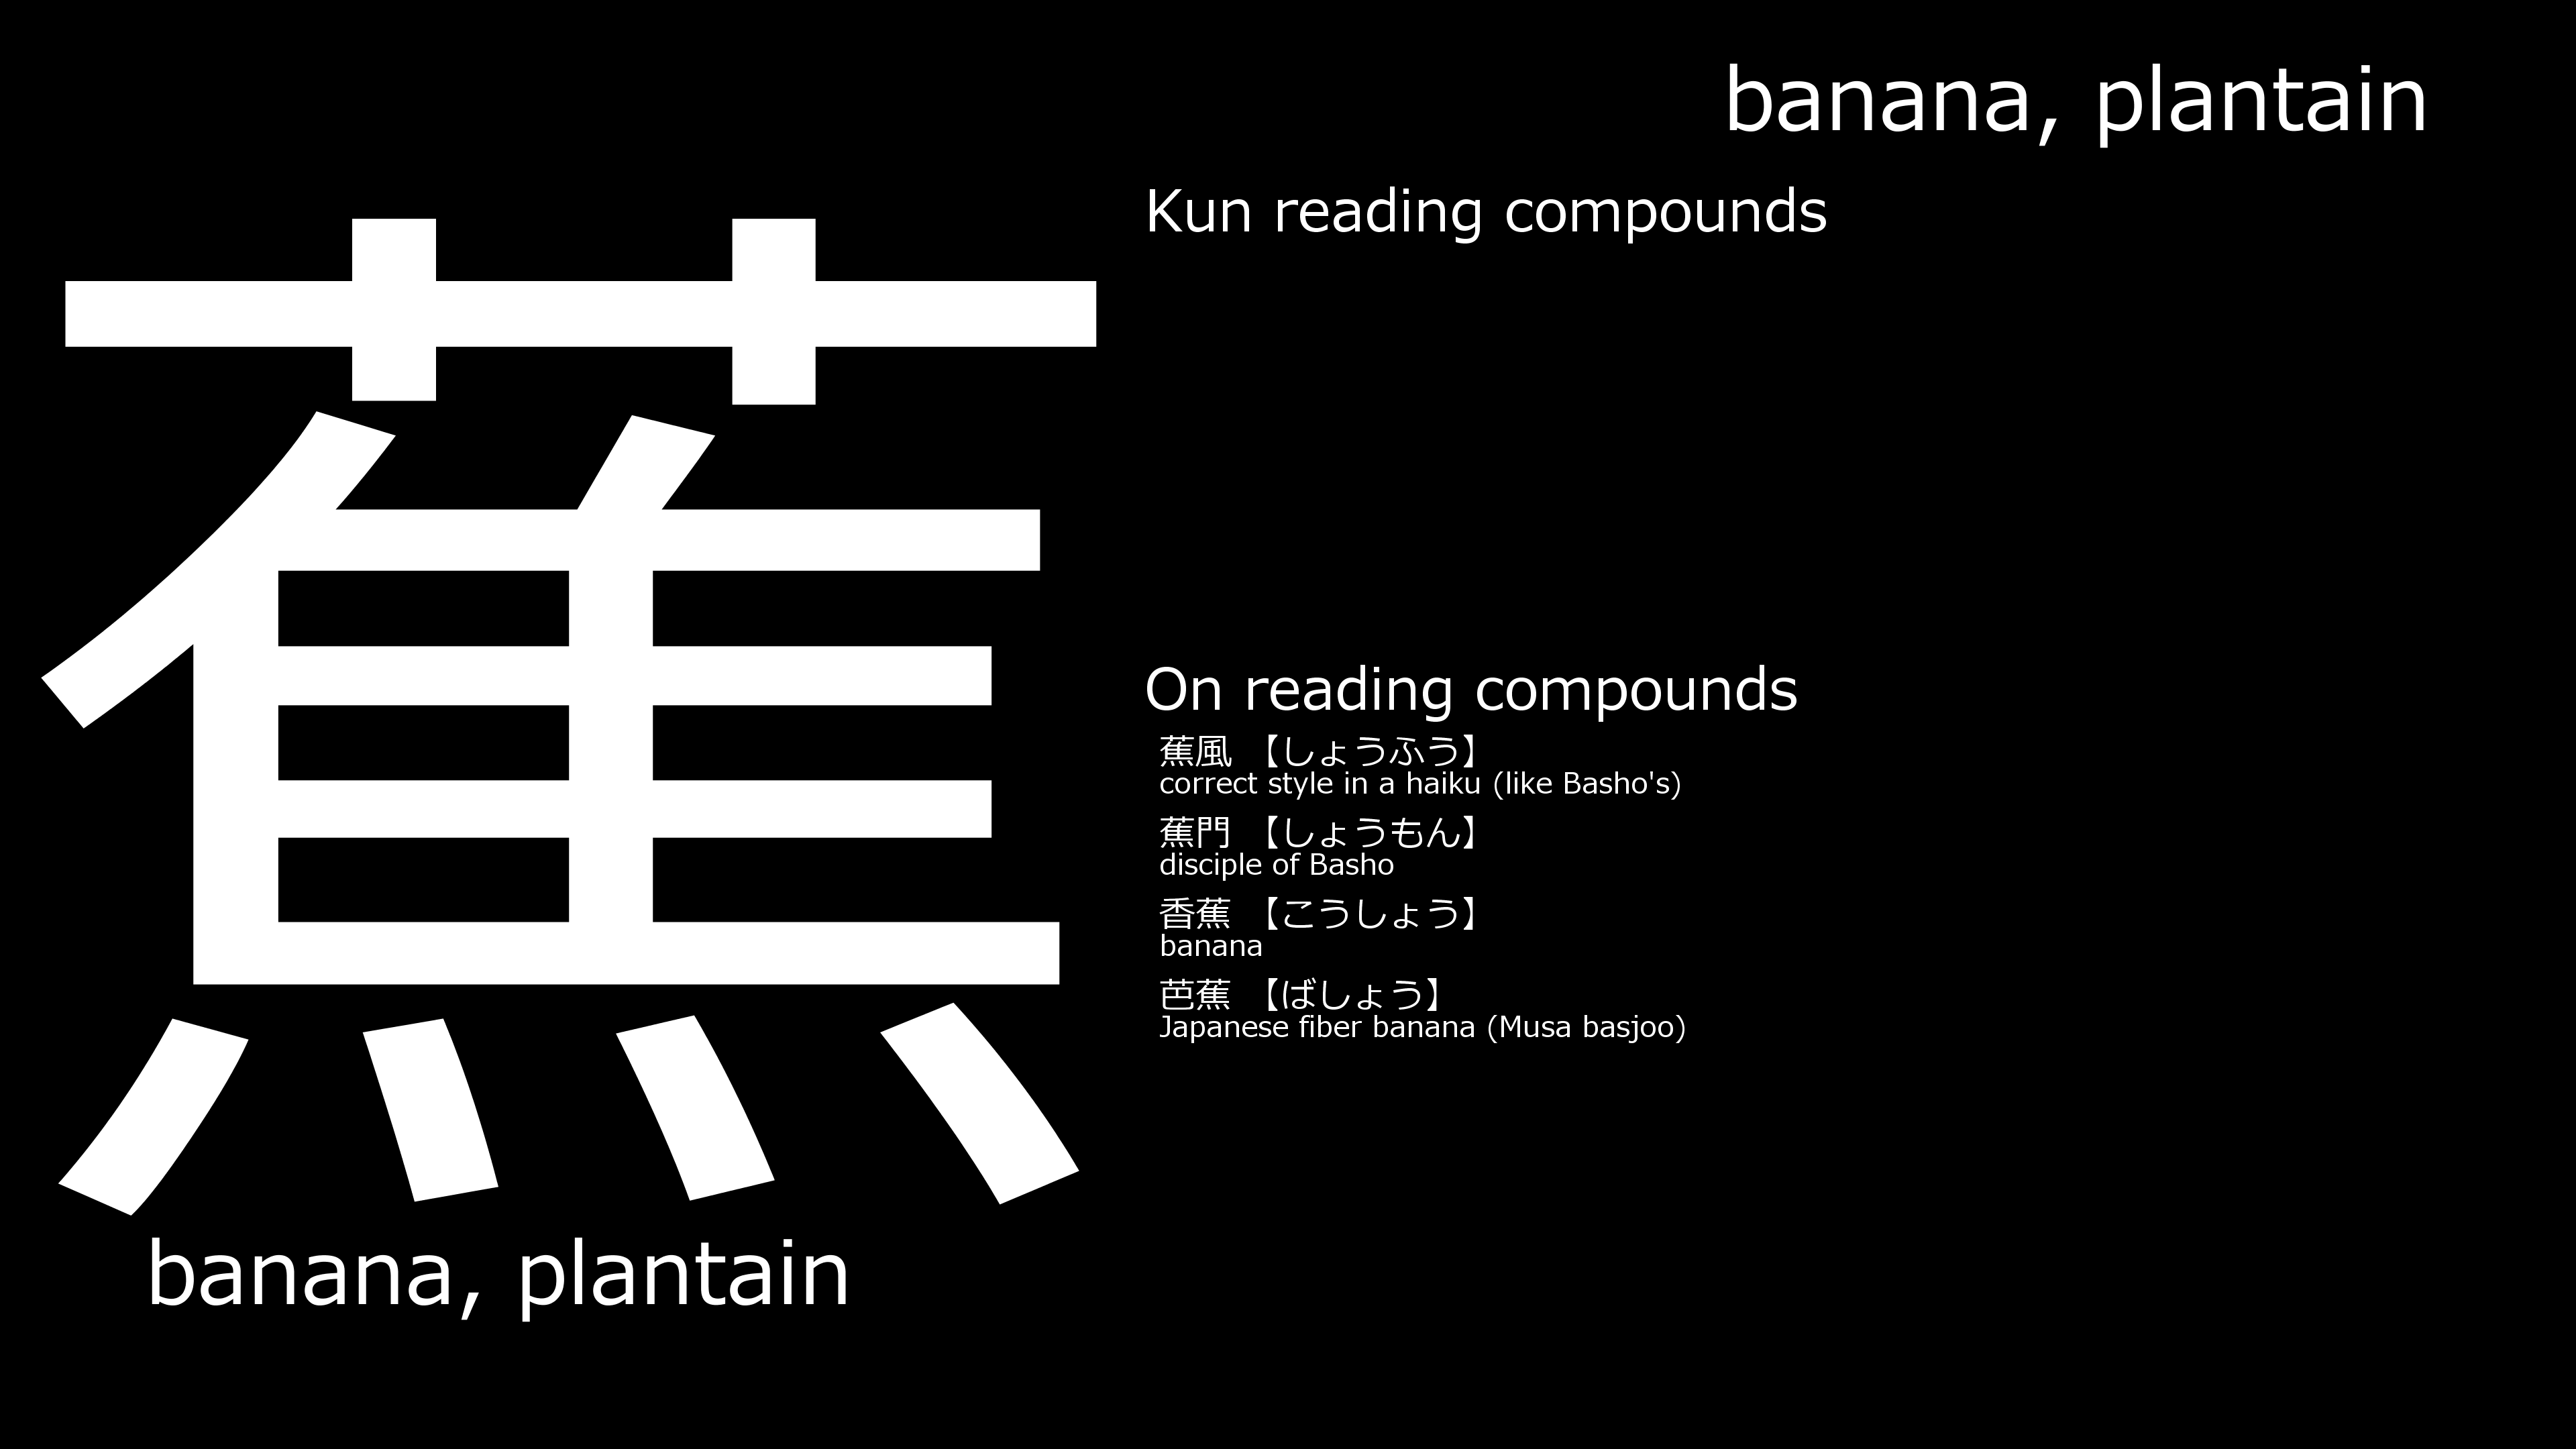 banana, plantain
Kun reading compounds
蕉
On reading compounds
蕉風 【しょうふう】
correct style in a haiku (like Basho's)
蕉門 【しょうもん】
disciple of Basho
香蕉 【こうしょう】
banana
芭蕉 【ばしょう】
Japanese fiber banana (Musa basjoo)
banana, plantain